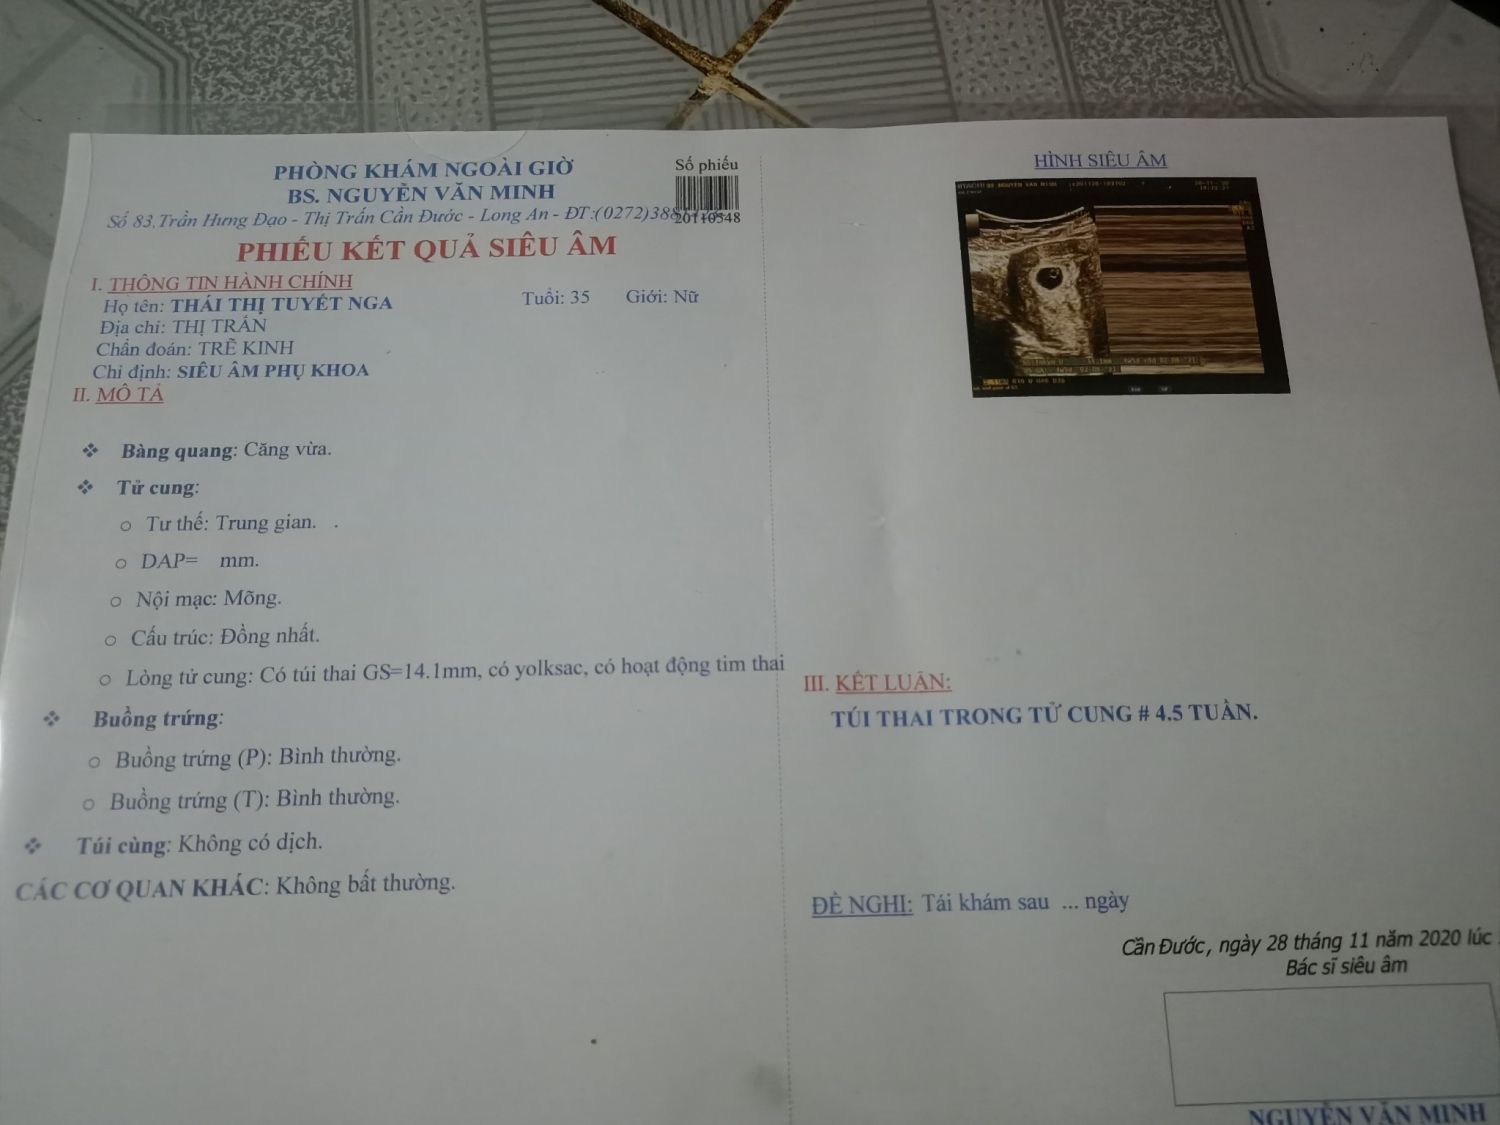 PHÒNG KHÁM NGOÀI GIỜ
BS. NGUYỄN VĂN MINH
Số 83, Trần Hưng Đạo - Thị Trấn Cần Đước - Long An - ĐT:(0272)388
Số phiếu
20110548
PHIẾU KẾT QUẢ SIÊU ÂM
I. THÔNG TIN HÀNH CHÍNH
Họ tên: THÁI THỊ TUYẾT NGA Tuổi: 35 Giới: Nữ
Địa chỉ: THỊ TRẤN
Chẩn đoán: TRỄ KINH
Chỉ định: SIÊU ÂM PHỤ KHOA
II. MÔ TẢ
❖ Bàng quang: Căng vừa.
❖ Tử cung:
o Tư thế: Trung gian. .
o DAP= mm.
o Nội mạc: Mõng.
o Cấu trúc: Đồng nhất.
o Lòng tử cung: Có túi thai GS=14.1mm, có yolksac, có hoạt động tim thai
❖ Buồng trứng:
o Buồng trứng (P): Bình thường.
o Buồng trứng (T): Bình thường.
❖ Túi cùng: Không có dịch.
CÁC CƠ QUAN KHÁC: Không bất thường.
HÌNH SIÊU ÂM
III. KẾT LUẬN:
TÚI THAI TRONG TỬ CUNG # 4.5 TUẦN.
ĐỀ NGHỊ: Tái khám sau ... ngày
Cần Đước, ngày 28 tháng 11 năm 2020 lúc
Bác sĩ siêu âm
NGUYỄN VĂN MINH